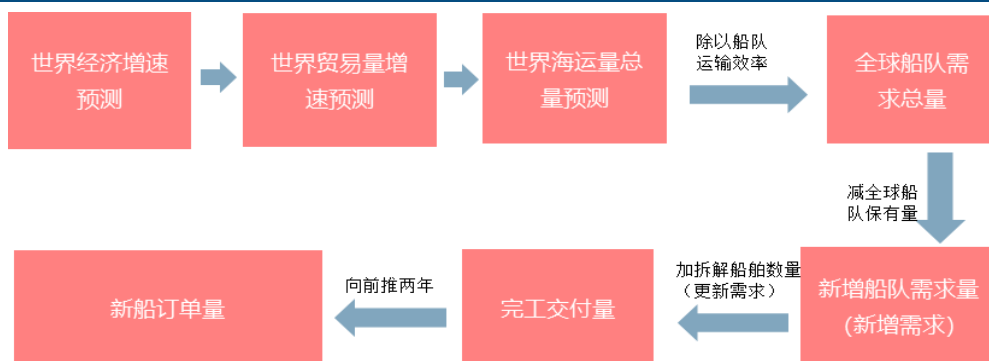 世界经济增速
预测
世界贸易量增
速预测
世界海运量总
量预测
除以船队
运输效率
全球船队需
求总量
减全球船
队保有量
新增船队需求量
(新增需求)
加拆解船舶数量
（更新需求）
完工交付量
向前推两年
新船订单量